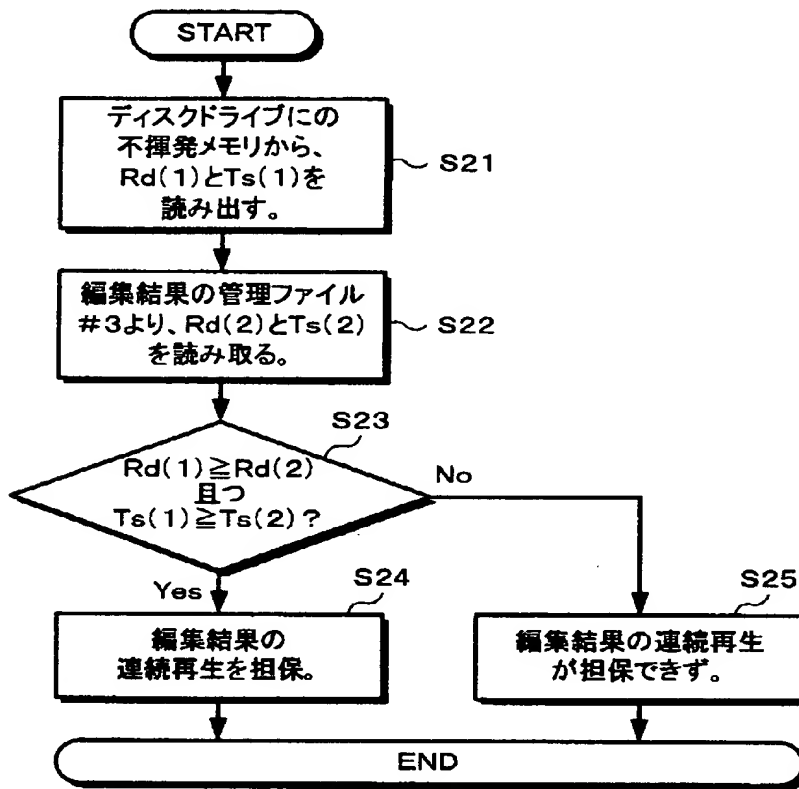 START
ディスクドライブにの
不揮発メモリから、
Rd(1)とTs(1)を
読み出す。
S21
編集結果の管理ファイル
#3より、Rd(2)とTs(2)
を読み取る。
S22
S23
Rd(1)≧Rd(2)
且つ
Ts(1)≧Ts(2)?
No
Yes
S24
編集結果の
連続再生を担保。
S25
編集結果の連続再生
が担保できず。
END